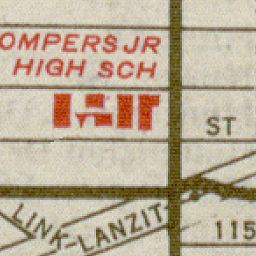 OMPERS JR
HIGH SCH
ST
LINK-LANZIT
115